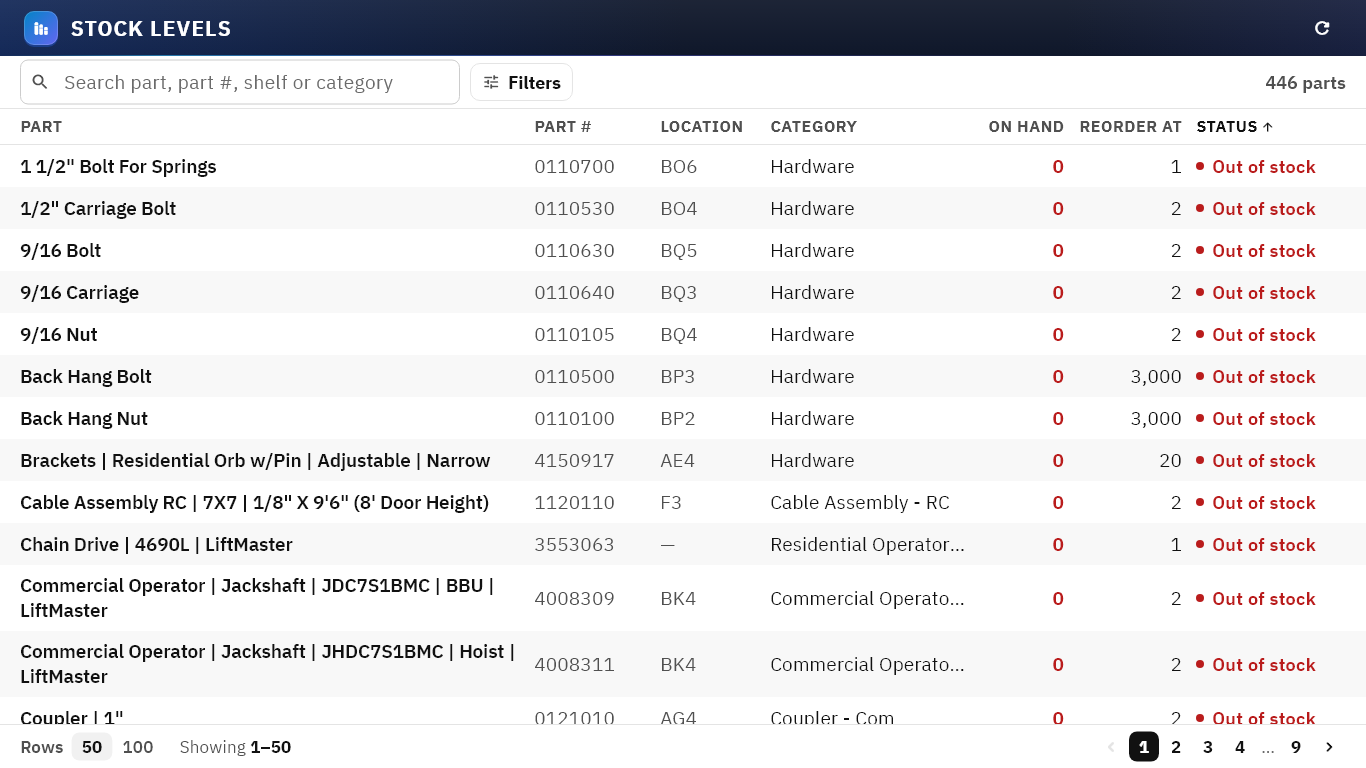 STOCK LEVELS
Search part, part #, shelf or category
Filters
446 parts
PART PART # LOCATION CATEGORY ON HAND REORDER AT STATUS ↑
1 1/2" Bolt For Springs 0110700 BO6 Hardware 0 1 Out of stock
1/2" Carriage Bolt 0110530 BO4 Hardware 0 2 Out of stock
9/16 Bolt 0110630 BQ5 Hardware 0 2 Out of stock
9/16 Carriage 0110640 BQ3 Hardware 0 2 Out of stock
9/16 Nut 0110105 BQ4 Hardware 0 2 Out of stock
Back Hang Bolt 0110500 BP3 Hardware 0 3,000 Out of stock
Back Hang Nut 0110100 BP2 Hardware 0 3,000 Out of stock
Brackets | Residential Orb w/Pin | Adjustable | Narrow 4150917 AE4 Hardware 0 20 Out of stock
Cable Assembly RC | 7X7 | 1/8" X 9'6" (8' Door Height) 1120110 F3 Cable Assembly - RC 0 2 Out of stock
Chain Drive | 4690L | LiftMaster 3553063 — Residential Operator... 0 1 Out of stock
Commercial Operator | Jackshaft | JDC7S1BMC | BBU |
LiftMaster 4008309 BK4 Commercial Operato... 0 2 Out of stock
Commercial Operator | Jackshaft | JHDC7S1BMC | Hoist |
LiftMaster 4008311 BK4 Commercial Operato... 0 2 Out of stock
Coupler | 1" 0121010 AG4 Coupler - Com 0 2 Out of stock
Rows 50 100 Showing 1–50
‹ 1 2 3 4 ... 9 ›